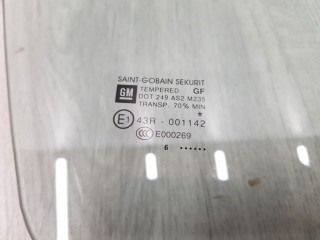 SAINT-GOBAIN SEKURIT
GM TEMPERED GF
DOT 249 AS2 M235
TRANSP. 70% MIN
*
E1 43R - 001142
CCC E000269
6 ••••••